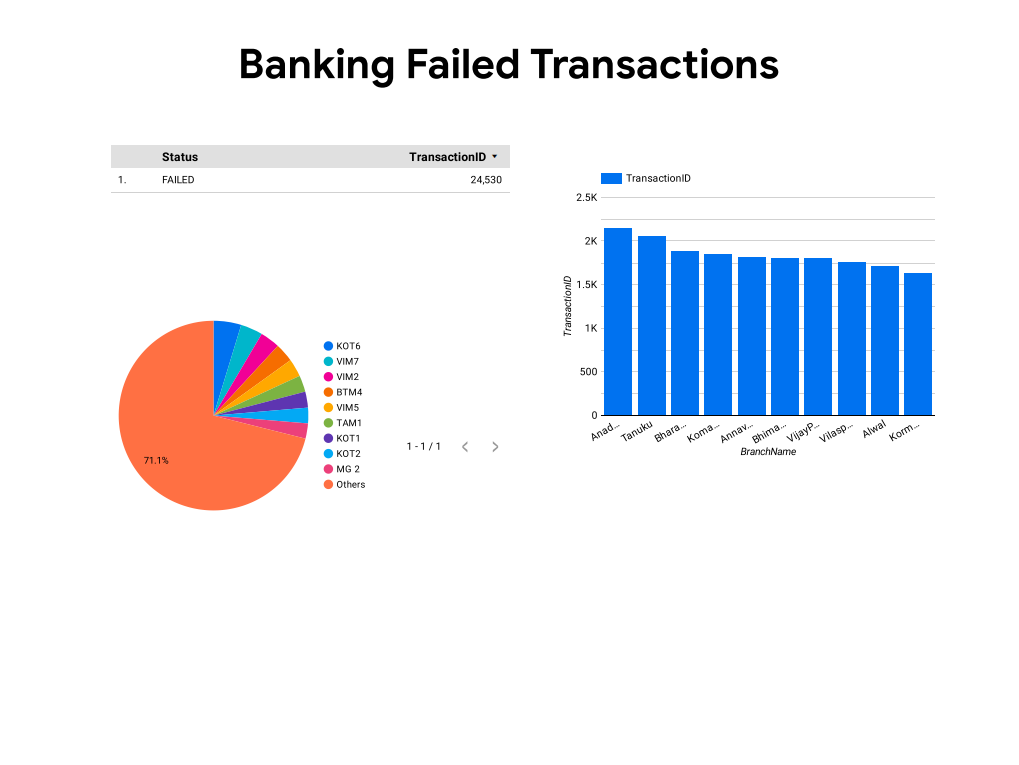 Banking Failed Transactions
Status TransactionID
1. FAILED 24,530
71.1%
KOT6
VIM7
VIM2
BTM4
VIM5
TAM1
KOT1
KOT2
MG 2
Others
1 - 1 / 1
TransactionID
2.5K
2K
1.5K
1K
500
0
TransactionID
Anad... Tanuku Bhara... Koma... Annav... Bhima... VijayP... Vilasp... Alwal Korm...
BranchName